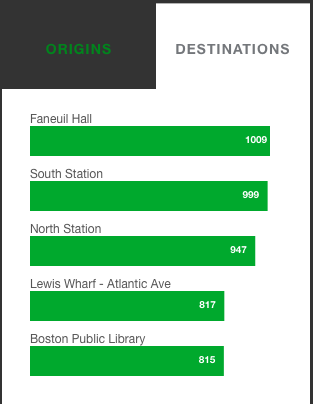 ORIGINS
DESTINATIONS
Faneuil Hall
1009
South Station
999
North Station
947
Lewis Wharf - Atlantic Ave
817
Boston Public Library
815